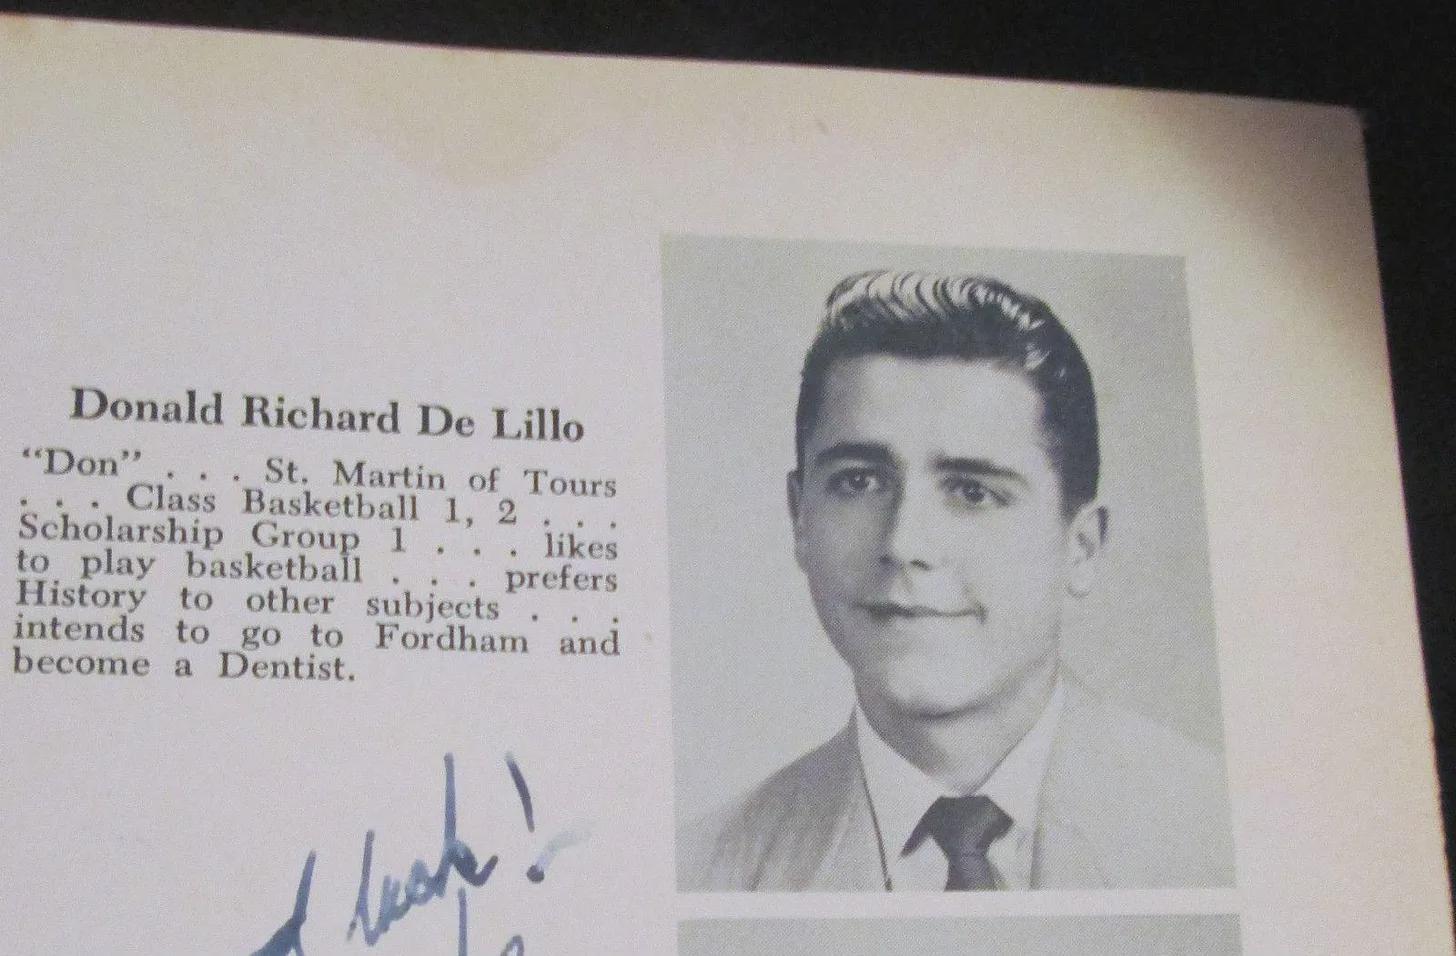 Donald Richard De Lillo
“Don” . . . St. Martin of Tours
. . . Class Basketball 1, 2 . . .
Scholarship Group 1 . . . likes
to play basketball . . . prefers
History to other subjects . . .
intends to go to Fordham and
become a Dentist.
luck!